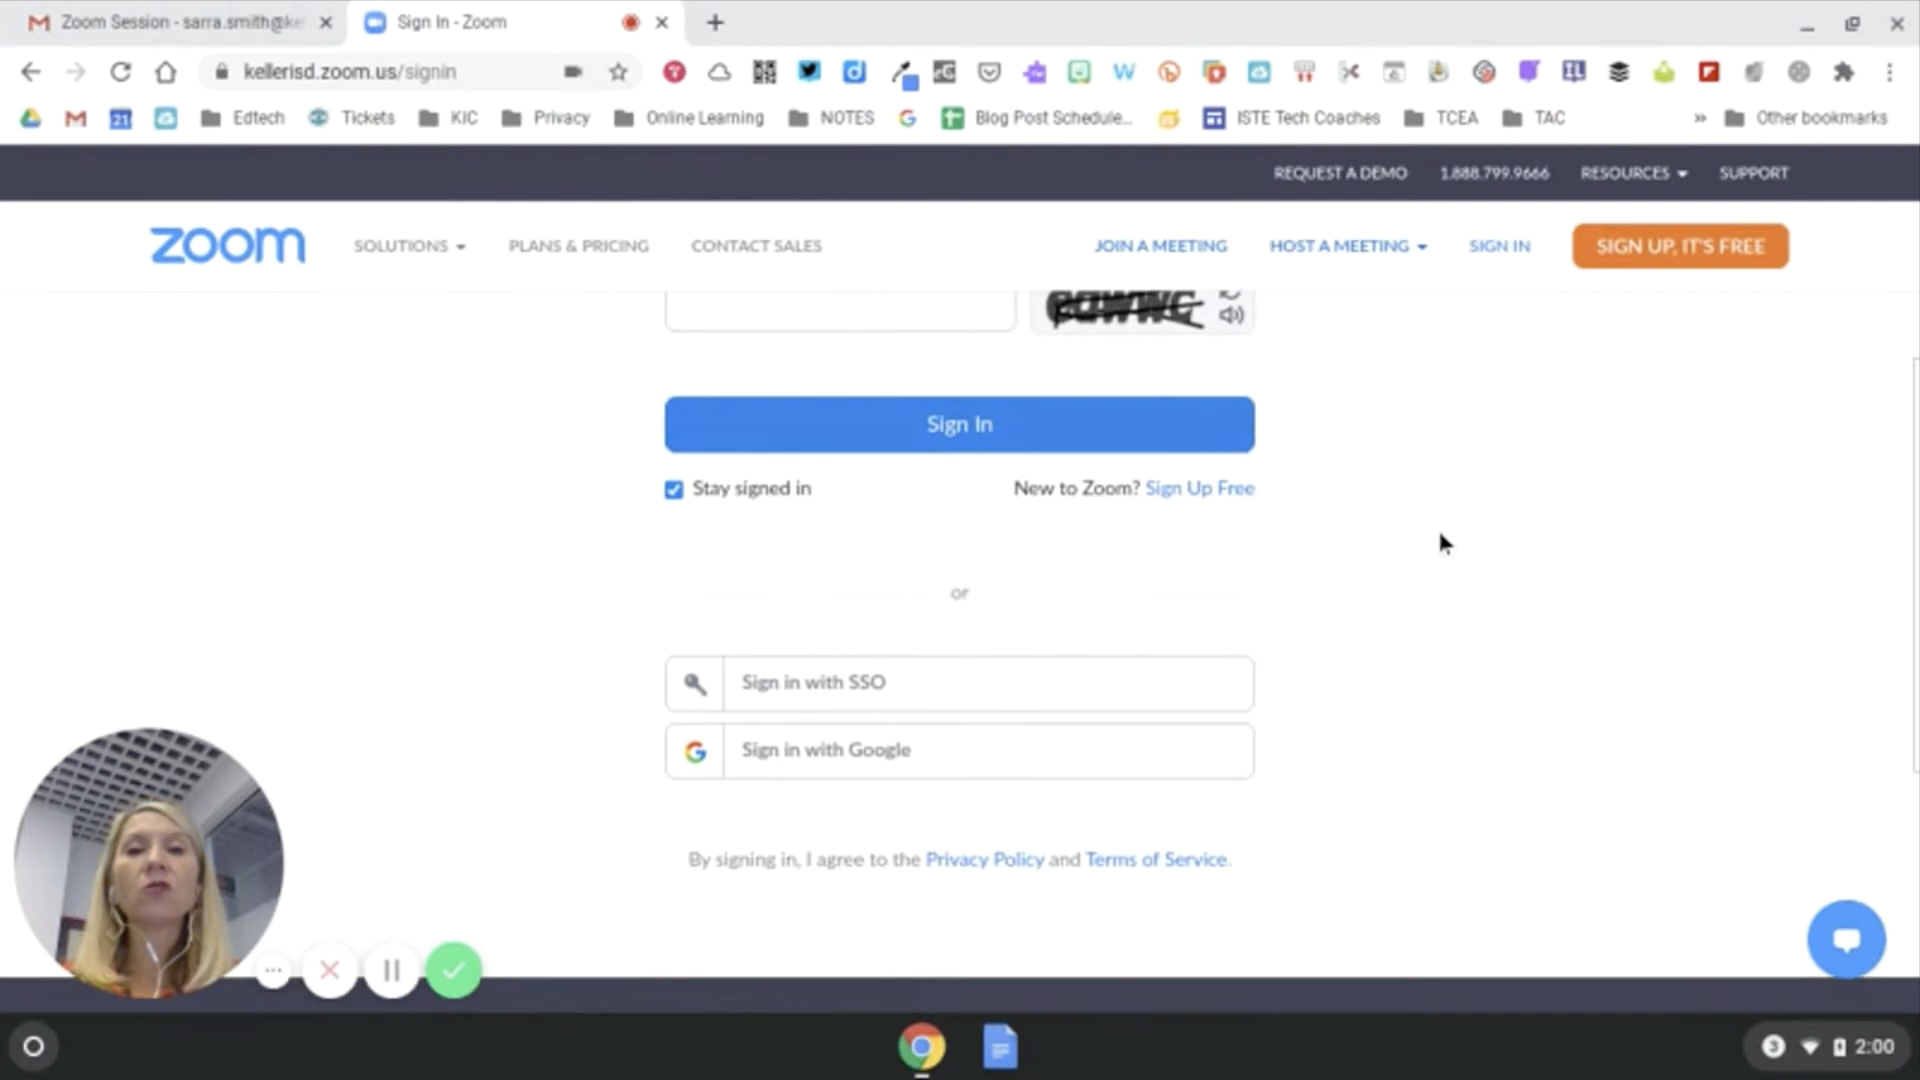 Zoom Session - sarra.smith@ke
Sign In - Zoom
kellerisd.zoom.us/signin
21
Edtech
Tickets
KIC
Privacy
Online Learning
NOTES
Blog Post Schedule...
ISTE Tech Coaches
TCEA
TAC
Other bookmarks
REQUEST A DEMO
1.888.799.9666
RESOURCES
SUPPORT
zoom
SOLUTIONS
PLANS & PRICING
CONTACT SALES
JOIN A MEETING
HOST A MEETING
SIGN IN
SIGN UP, IT'S FREE
Sign In
Stay signed in
New to Zoom? Sign Up Free
or
Sign in with SSO
Sign in with Google
By signing in, I agree to the Privacy Policy and Terms of Service.
3
2:00